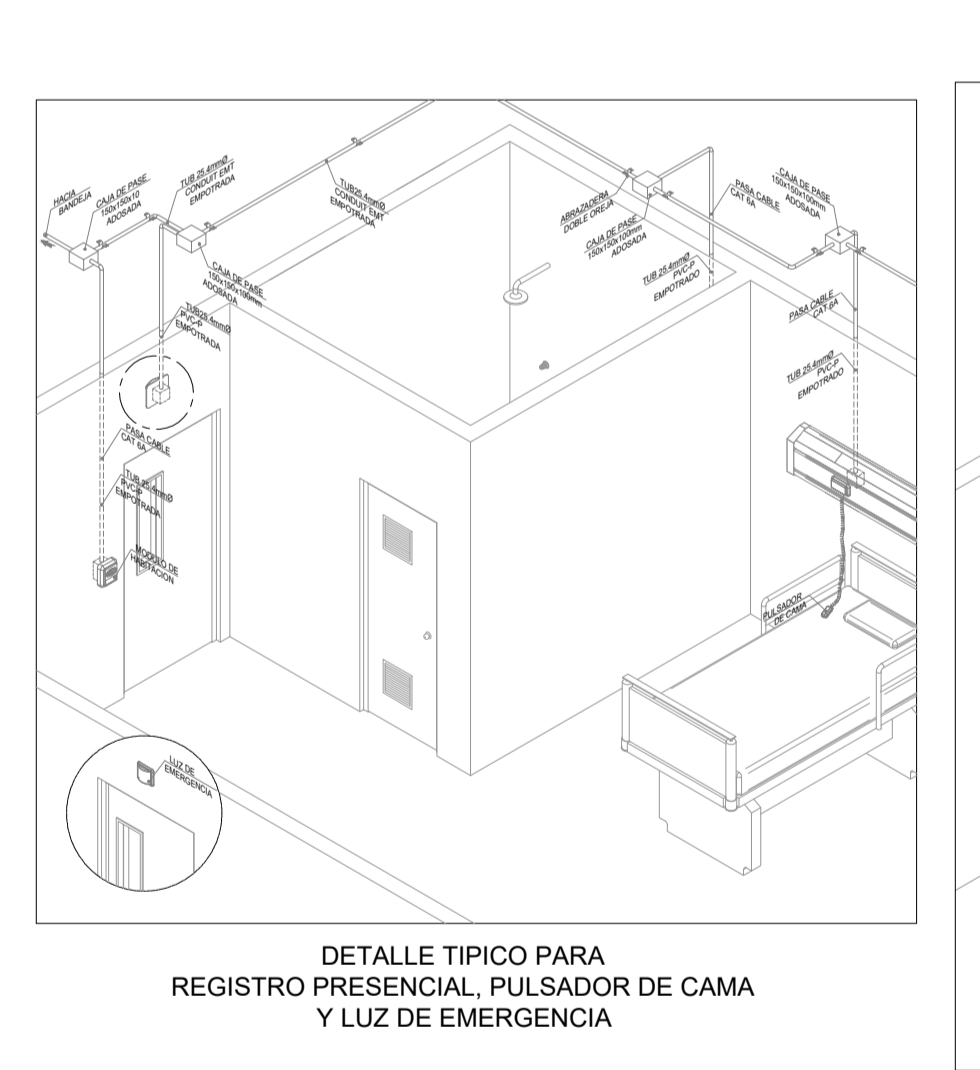 HACIA
BANDEJA
CAJA DE PASE
150x150x10
ADOSADA
TUB 25.4mmØ
CONDUIT EMT
EMPOTRADA
TUB25.4mmØ
CONDUIT EMT
EMPOTRADA
CAJA DE PASE
150x150x100mm
ADOSADA
TUB25.4mmØ
PVC-P
EMPOTRADA
PASA CABLE
CAT 6A
TUB 25.4mmØ
PVC-P
EMPOTRADA
MODULO DE
HABITACION
LUZ DE
EMERGENCIA
ABRAZADERA
DOBLE OREJA
CAJA DE PASE
150x150x100mm
ADOSADA
PASA CABLE
CAT 6A
TUB 25.4mmØ
PVC-P
EMPOTRADO
CAJA DE PASE
150x150x100mm
ADOSADA
PASA CABLE
CAT 6A
TUB 25.4mmØ
PVC-P
EMPOTRADO
PULSADOR
DE CAMA
DETALLE TIPICO PARA
REGISTRO PRESENCIAL, PULSADOR DE CAMA
Y LUZ DE EMERGENCIA